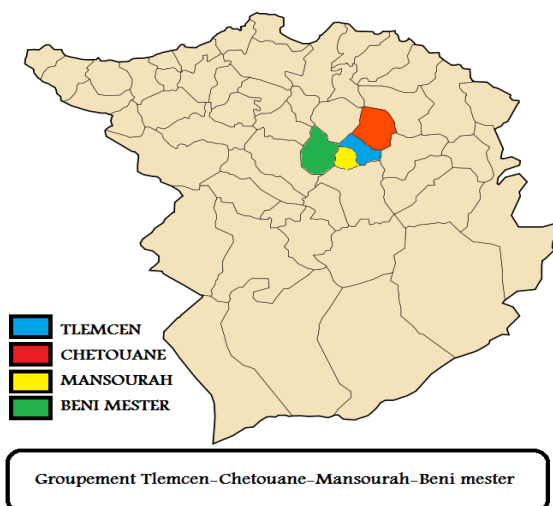 TLEMCEN
CHETOUANE
MANSOURAH
BENI MESTER
Groupement Tlemcen-Chetouane-Mansourah-Beni mester